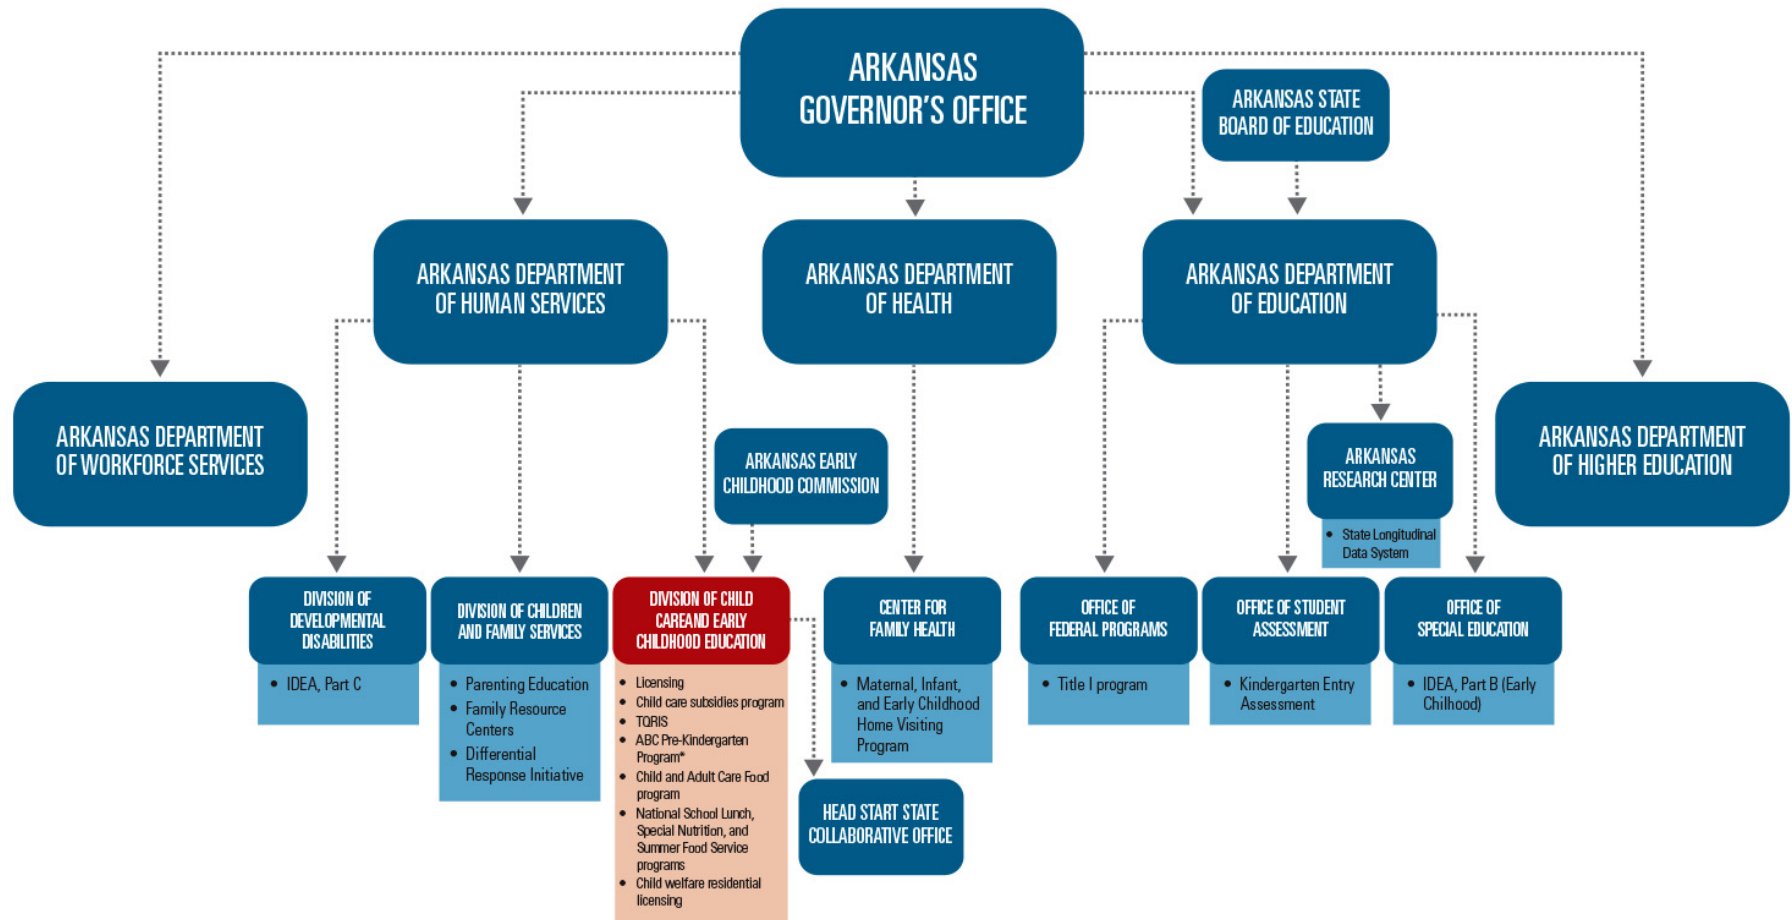 ARKANSAS
GOVERNOR'S OFFICE
ARKANSAS STATE
BOARD OF EDUCATION
ARKANSAS DEPARTMENT
OF HUMAN SERVICES
ARKANSAS DEPARTMENT
OF HEALTH
ARKANSAS DEPARTMENT
OF EDUCATION
ARKANSAS DEPARTMENT
OF WORKFORCE SERVICES
ARKANSAS EARLY
CHILDHOOD COMMISSION
ARKANSAS
RESEARCH CENTER
• State Longitudinal
Data System
ARKANSAS DEPARTMENT
OF HIGHER EDUCATION
DIVISION OF
DEVELOPMENTAL
DISABILITIES
• IDEA, Part C
DIVISION OF CHILDREN
AND FAMILY SERVICES
• Parenting Education
• Family Resource
Centers
• Differential
Response Initiative
DIVISION OF CHILD
CAREAND EARLY
CHILDHOOD EDUCATION
• Licensing
• Child care subsidies program
• TQRIS
• ABC Pre-Kindergarten
Program*
• Child and Adult Care Food
program
• National School Lunch,
Special Nutrition, and
Summer Food Service
programs
• Child welfare residential
licensing
CENTER FOR
FAMILY HEALTH
• Maternal, Infant,
and Early Childhood
Home Visiting
Program
HEAD START STATE
COLLABORATIVE OFFICE
OFFICE OF
FEDERAL PROGRAMS
• Title I program
OFFICE OF STUDENT
ASSESSMENT
• Kindergarten Entry
Assessment
OFFICE OF
SPECIAL EDUCATION
• IDEA, Part B (Early
Chilhood)